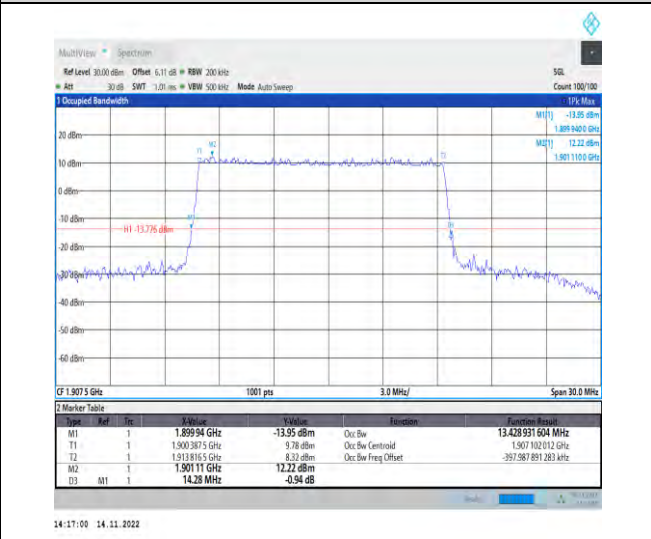 MultiView Spectrum
Ref Level 30.00 dBm Offset 6.11 dB RBW 200 kHz SGL
Att 30 dB SWT 1.01 ms VBW 500 kHz Mode Auto Sweep Count 100/100
1 Occupied Bandwidth 1Pk Max
M1[1] -13.95 dBm
1.899 940 0 GHz
M2[1] 12.22 dBm
1.901 110 0 GHz
20 dBm
T1 M2 T2
10 dBm
0 dBm
-10 dBm
M1
H1 -13.776 dBm
-20 dBm
-30 dBm
-40 dBm
-50 dBm
-60 dBm
CF 1.907 5 GHz 1001 pts 3.0 MHz/ Span 30.0 MHz
2 Marker Table
Type Ref Trc X-Value Y-Value Function Function Result
M1 1 1.899 94 GHz -13.95 dBm Occ Bw 13.428 931 604 MHz
T1 1 1.900 387 5 GHz 9.78 dBm Occ Bw Centroid 1.907 102 012 GHz
T2 1 1.913 816 5 GHz 8.32 dBm Occ Bw Freq Offset -397.987 891 283 kHz
M2 1 1.901 11 GHz 12.22 dBm
D3 M1 1 14.28 MHz -0.94 dB
14:17:00 14.11.2022